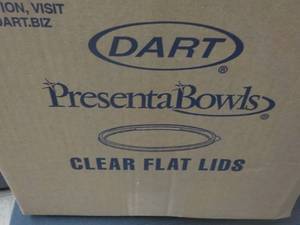 ION, VISIT
DART.BIZ
DART®
PresentaBowls®
CLEAR FLAT LIDS